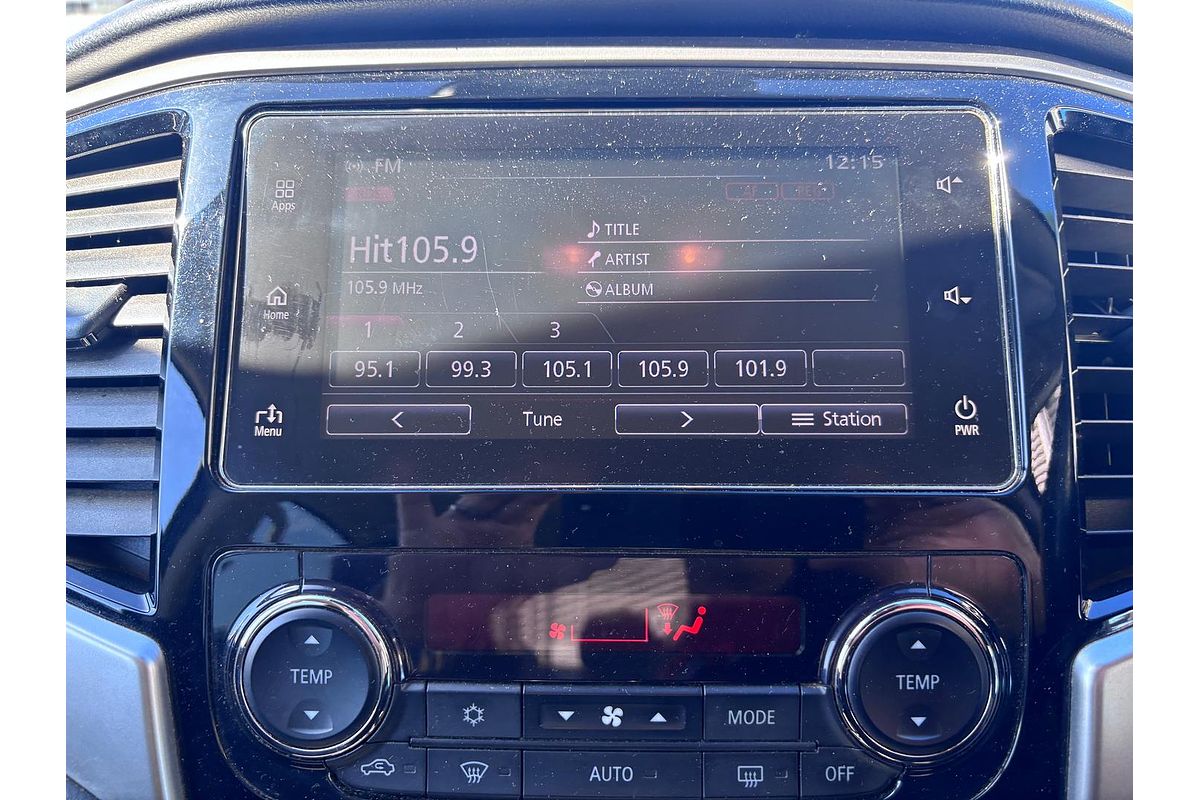 FM 12:15
Apps
TITLE
Hit105.9
ARTIST
105.9 MHz
ALBUM
Home
1 2 3
95.1 99.3 105.1 105.9 101.9
Menu
< Tune > Station
PWR
TEMP
TEMP
MODE
AUTO
OFF